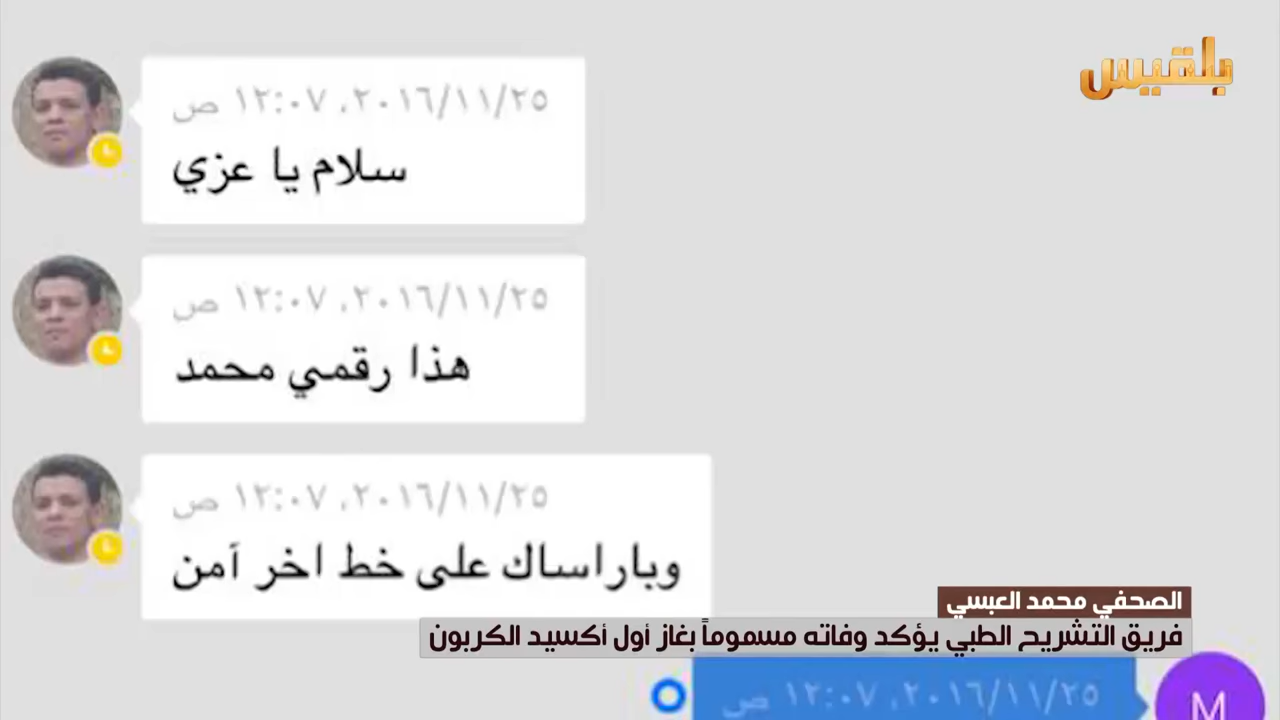 بلقيس
٢٠١٦/١١/٢٥، ١٢:٠٧ ص
سلام يا عزي
٢٠١٦/١١/٢٥، ١٢:٠٧ ص
هذا رقمي محمد
٢٠١٦/١١/٢٥، ١٢:٠٧ ص
وباراساك على خط اخر آمن
الصحفي محمد العبسي
فريق التشريح الطبي يؤكد وفاته مسموماً بغاز أول أكسيد الكربون
٢٠١٦/١١/٢٥، ١٢:٠٧ ص
M